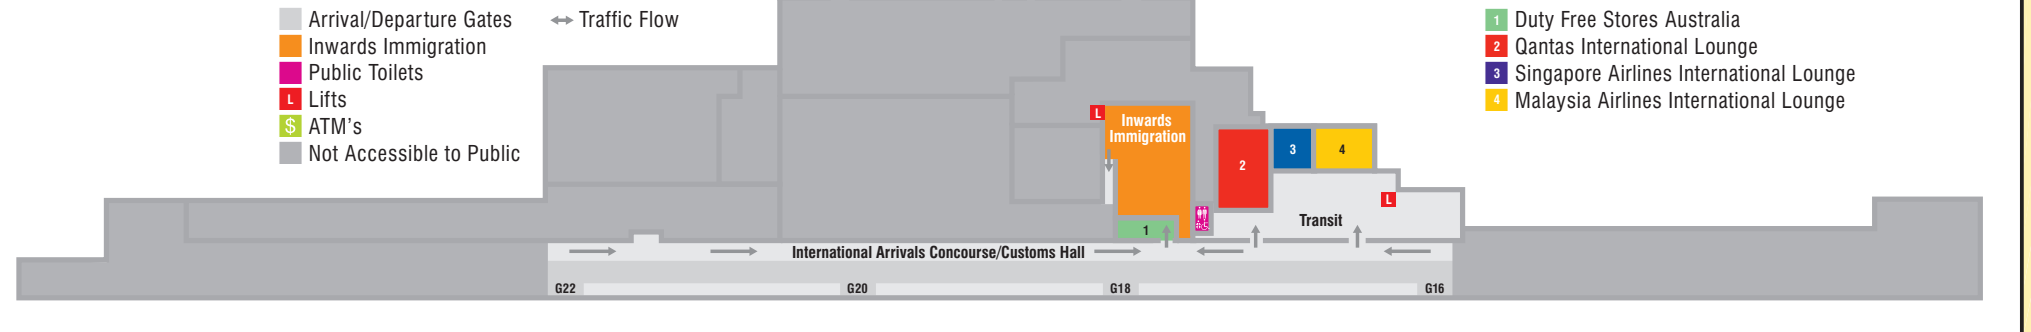 Arrival/Departure Gates
Traffic Flow
Inwards Immigration
Public Toilets
L Lifts
$ ATM's
Not Accessible to Public
1 Duty Free Stores Australia
2 Qantas International Lounge
3 Singapore Airlines International Lounge
4 Malaysia Airlines International Lounge
L
Inwards
Immigration
2
3
4
L
Transit
1
International Arrivals Concourse/Customs Hall
G22
G20
G18
G16